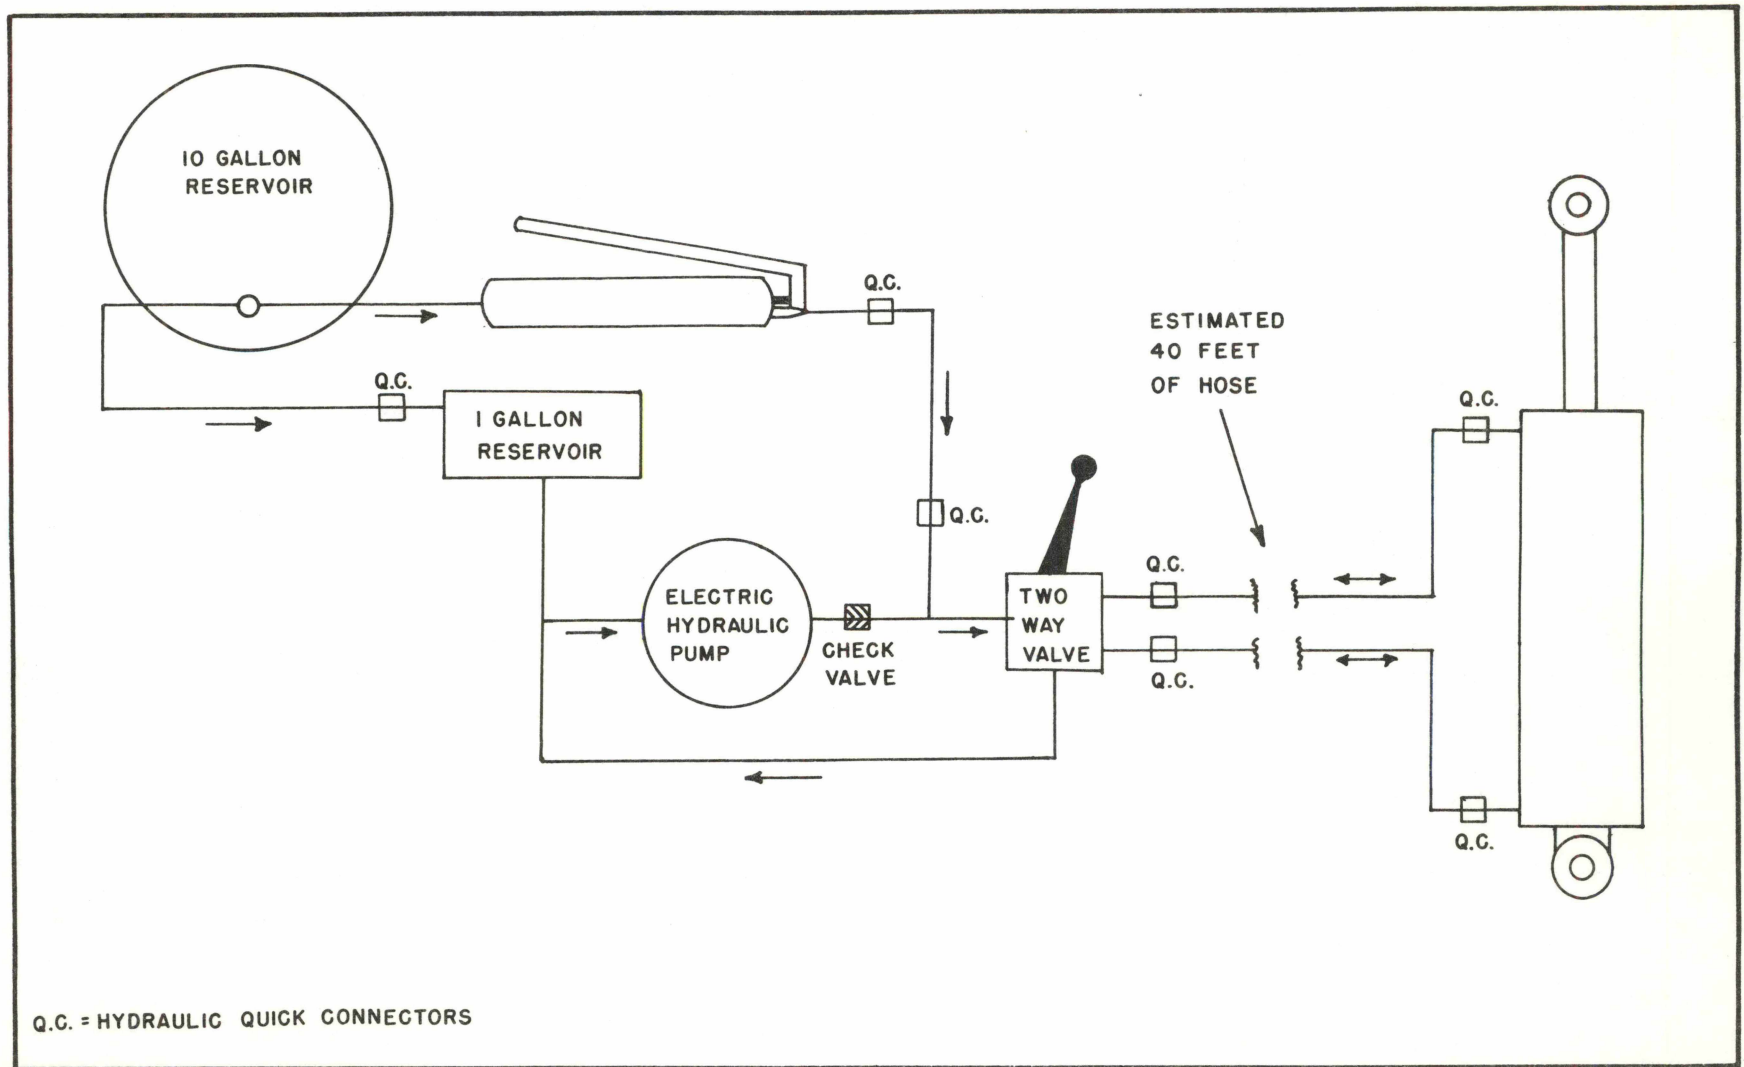 10 GALLON
RESERVOIR
Q.C.
ESTIMATED
40 FEET
OF HOSE
Q.C.
Q.C.
1 GALLON
RESERVOIR
Q.C.
Q.C.
ELECTRIC
HYDRAULIC
PUMP
CHECK
VALVE
TWO
WAY
VALVE
Q.C.
Q.C.
Q.C. = HYDRAULIC QUICK CONNECTORS